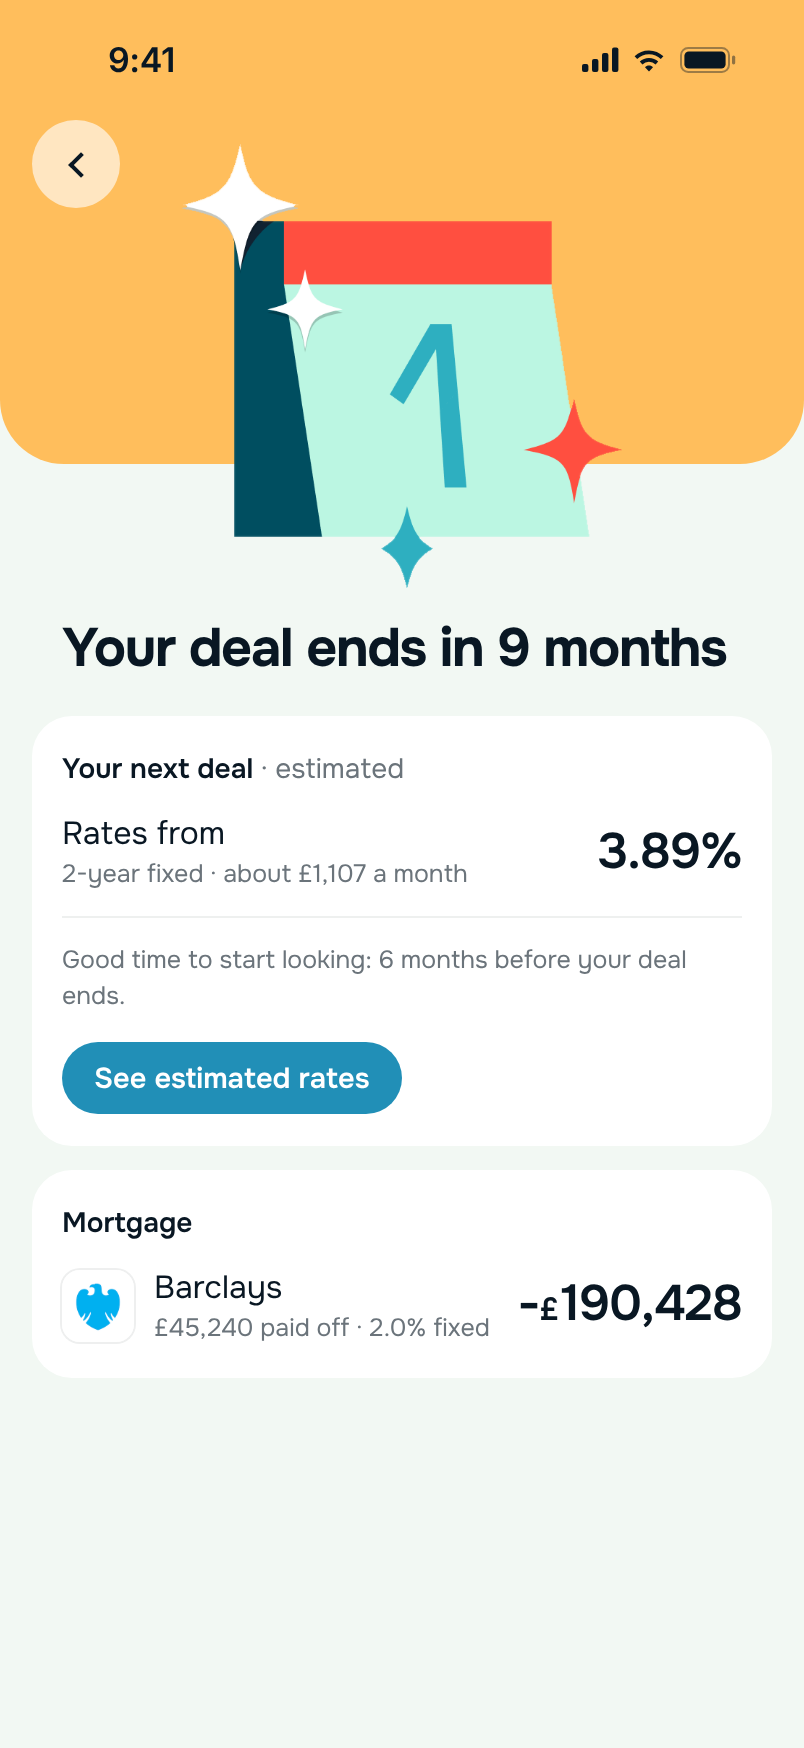 9:41
1
Your deal ends in 9 months
Your next deal · estimated
Rates from
3.89%
2-year fixed · about £1,107 a month
Good time to start looking: 6 months before your deal
ends.
See estimated rates
Mortgage
Barclays
-£190,428
£45,240 paid off · 2.0% fixed